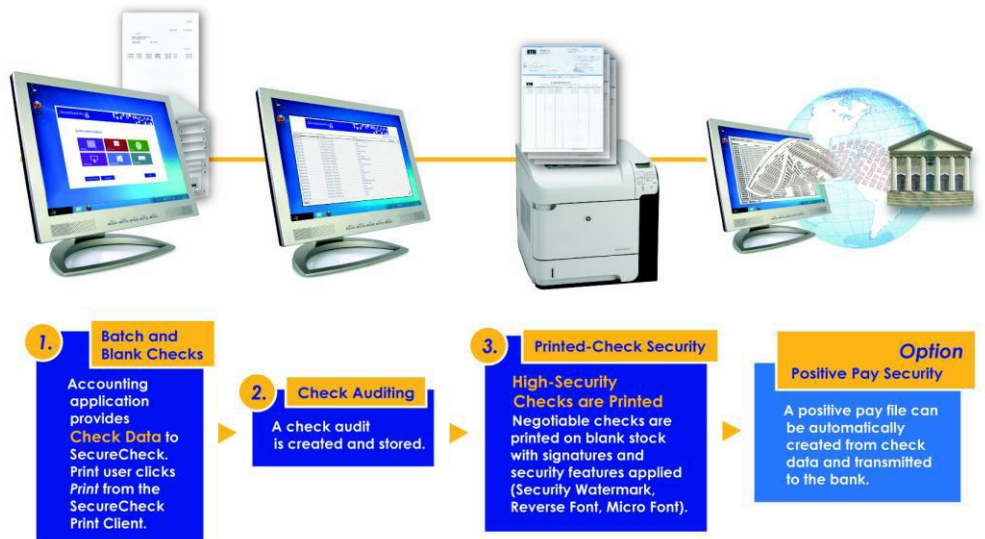 1.
Batch and
Blank Checks
Accounting
application
provides
Check Data to
SecureCheck.
Print user clicks
Print from the
SecureCheck
Print Client.
2.
Check Auditing
A check audit
is created and stored.
3.
Printed-Check Security
High-Security
Checks are Printed
Negotiable checks are
printed on blank stock
with signatures and
security features applied
(Security Watermark,
Reverse Font, Micro Font).
Option
Positive Pay Security
A positive pay file can
be automatically
created from check
data and transmitted
to the bank.